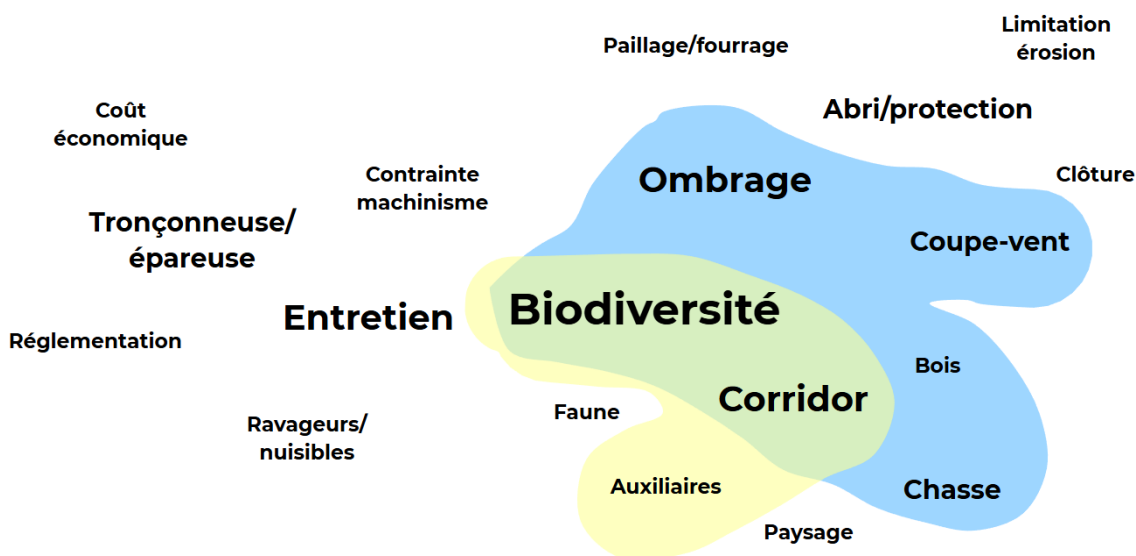 Limitation
érosion
Paillage/fourrage
Abri/protection
Coût
économique
Contrainte
machinisme
Ombrage
Clôture
Tronçonneuse/
épareuse
Coupe-vent
Entretien
Biodiversité
Réglementation
Bois
Corridor
Faune
Ravageurs/
nuisibles
Auxiliaires
Chasse
Paysage